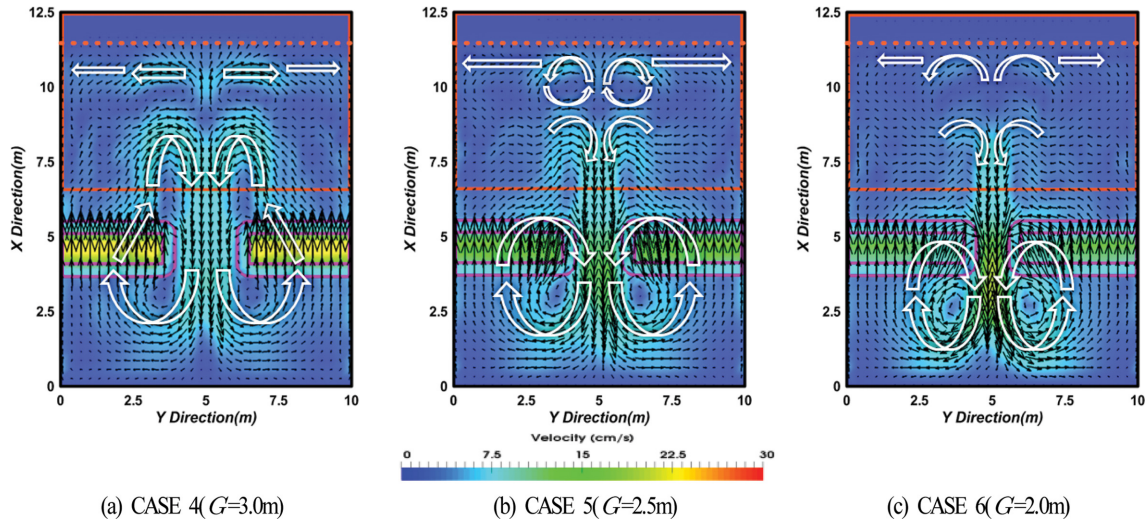 12.5
10
7.5
5
2.5
0
X Direction(m)
0 2.5 5 7.5 10
Y Direction(m)
12.5
10
7.5
5
2.5
0
X Direction(m)
0 2.5 5 7.5 10
Y Direction(m)
12.5
10
7.5
5
2.5
0
X Direction(m)
0 2.5 5 7.5 10
Y Direction(m)
Velocity (cm/s)
0 7.5 15 22.5 30
(a) CASE 4(G=3.0m)
(b) CASE 5(G=2.5m)
(c) CASE 6(G=2.0m)